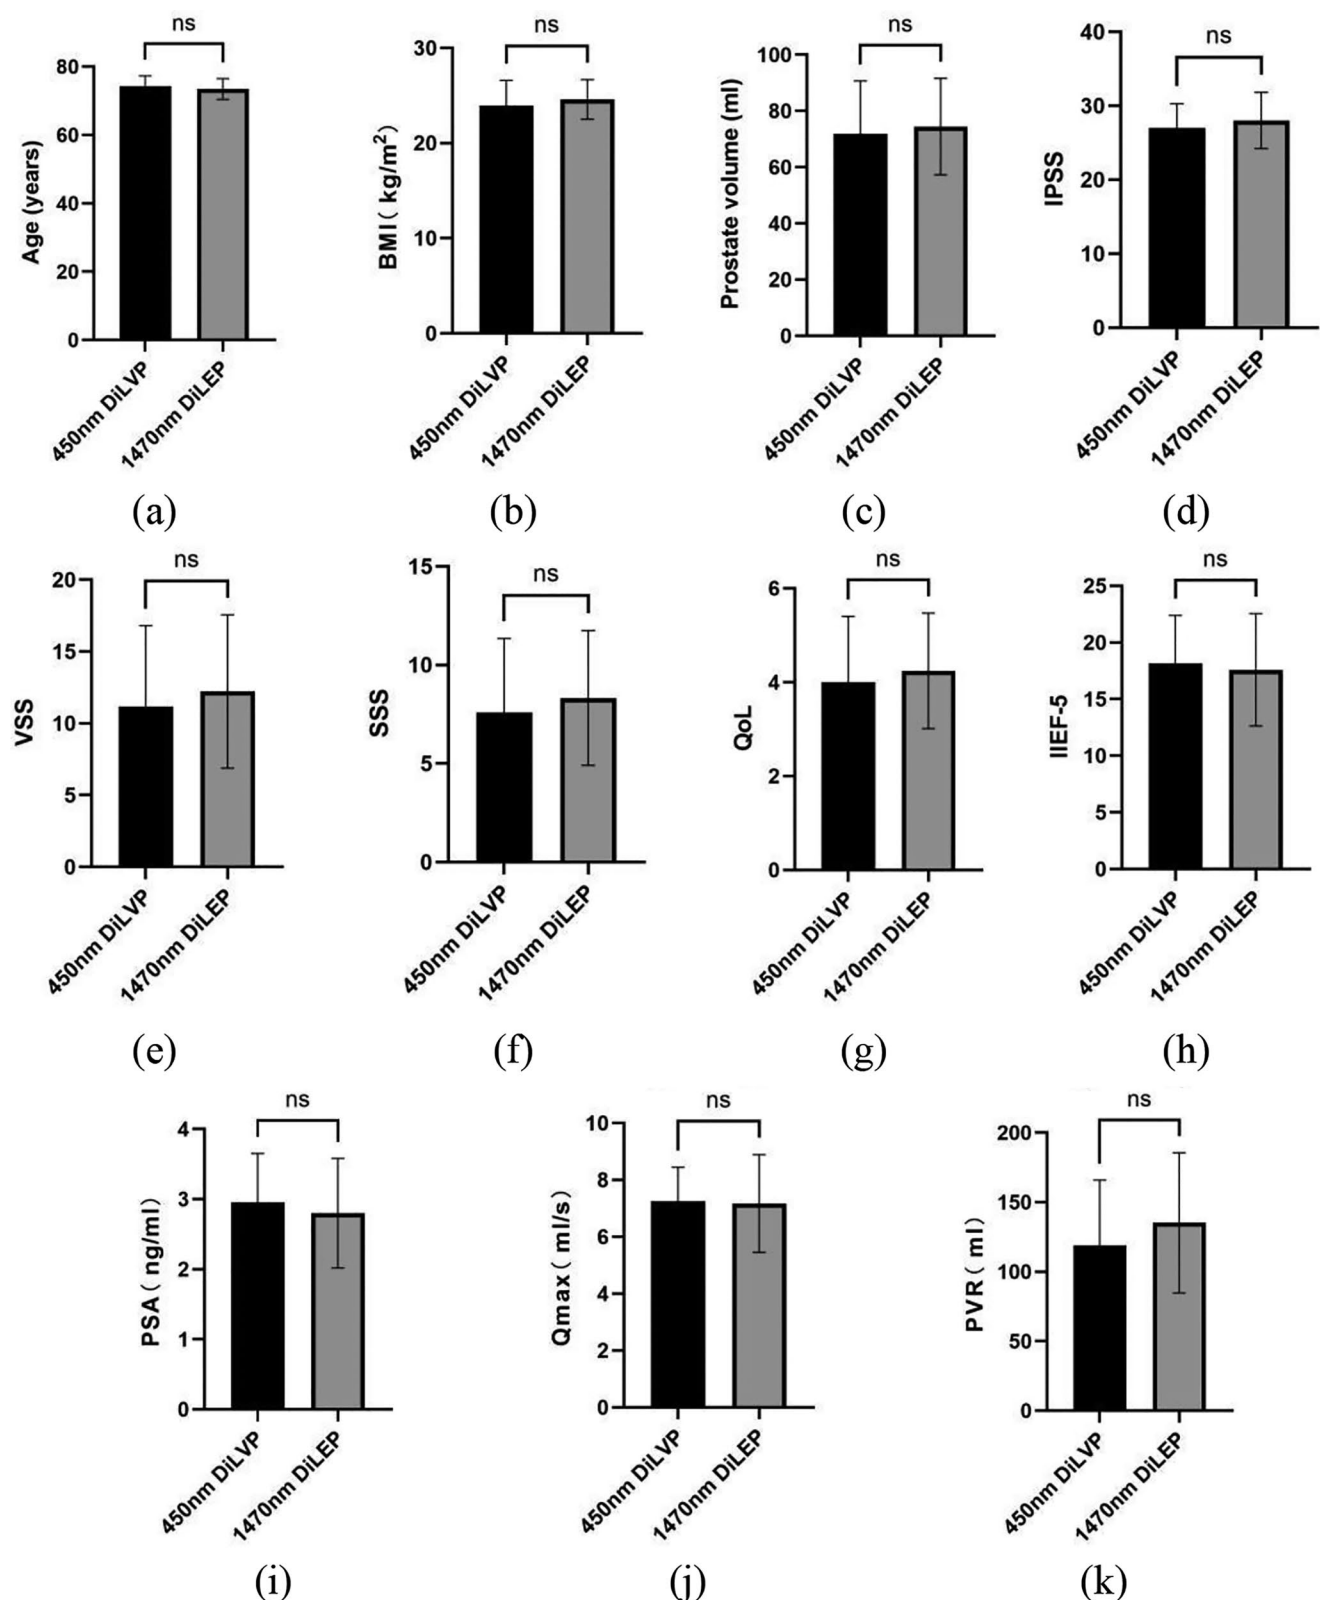 ns
80
60
40
20
0
Age (years)
450nm DiLVP
1470nm DiLEP
(a)
ns
30
20
10
0
BMI( kg/m²)
450nm DiLVP
1470nm DiLEP
(b)
ns
100
80
60
40
20
0
Prostate volume (ml)
450nm DiLVP
1470nm DiLEP
(c)
ns
40
30
20
10
0
IPSS
450nm DiLVP
1470nm DiLEP
(d)
ns
20
15
10
5
0
VSS
450nm DiLVP
1470nm DiLEP
(e)
ns
15
10
5
0
SSS
450nm DiLVP
1470nm DiLEP
(f)
ns
6
4
2
0
QoL
450nm DiLVP
1470nm DiLEP
(g)
ns
25
20
15
10
5
0
IIEF-5
450nm DiLVP
1470nm DiLEP
(h)
ns
4
3
2
1
0
PSA( ng/ml)
450nm DiLVP
1470nm DiLEP
(i)
ns
10
8
6
4
2
0
Qmax( ml/s)
450nm DiLVP
1470nm DiLEP
(j)
ns
200
150
100
50
0
PVR( ml)
450nm DiLVP
1470nm DiLEP
(k)